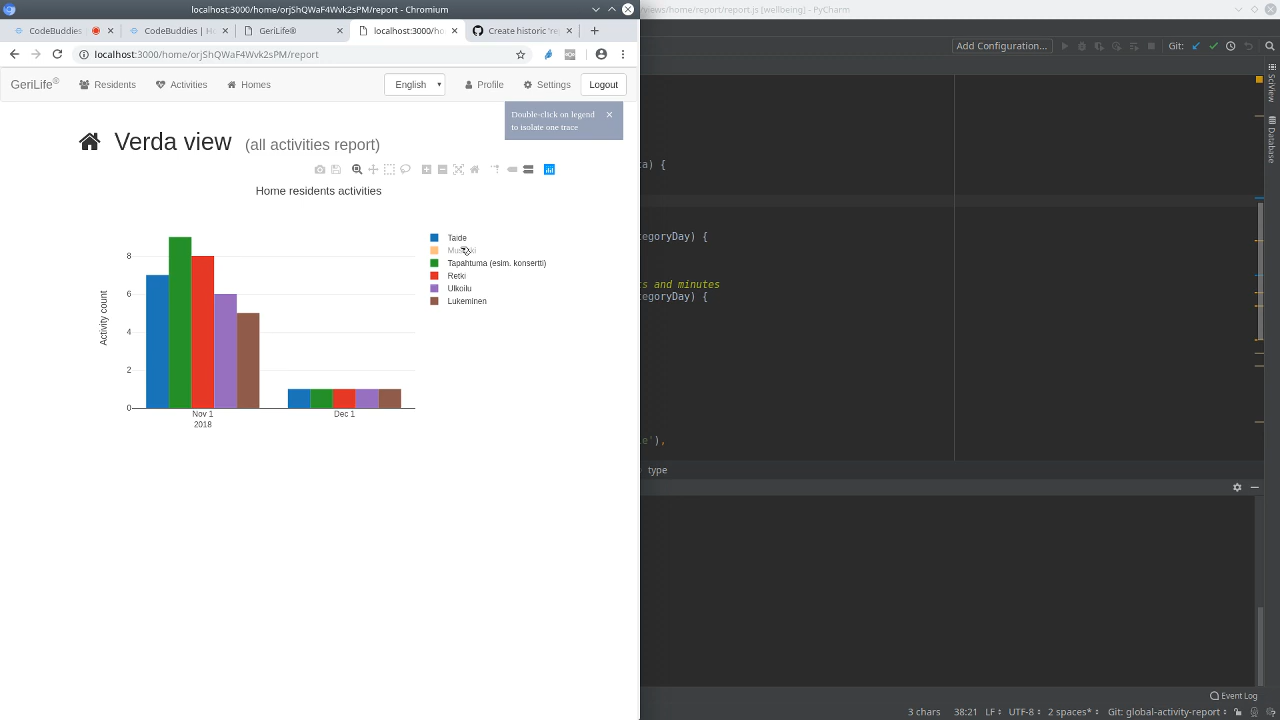 localhost:3000/home/orjShQWaF4Wvk2sPM/report - Chromium
/views/home/report/report.js [wellbeing] - PyCharm
CodeBuddies
CodeBuddies | H
GeriLife®
localhost:3000/ho
Create historic 're
localhost:3000/home/orjShQWaF4Wvk2sPM/report
Add Configuration...
Git:
GeriLife®
Residents
Activities
Homes
English
Profile
Settings
Logout
SciView
Database
Double-click on legend
to isolate one trace
Verda view (all activities report)
Home residents activities
Taide
Tapahtuma (esim. konsertti)
Retki
Ulkoilu
Lukeminen
Activity count
8
6
4
2
0
Nov 1
2018
Dec 1
a) {
egoryDay) {
s and minutes
egoryDay) {
e'),
type
Event Log
3 chars
38:21
LF
UTF-8
2 spaces*
Git: global-activity-report